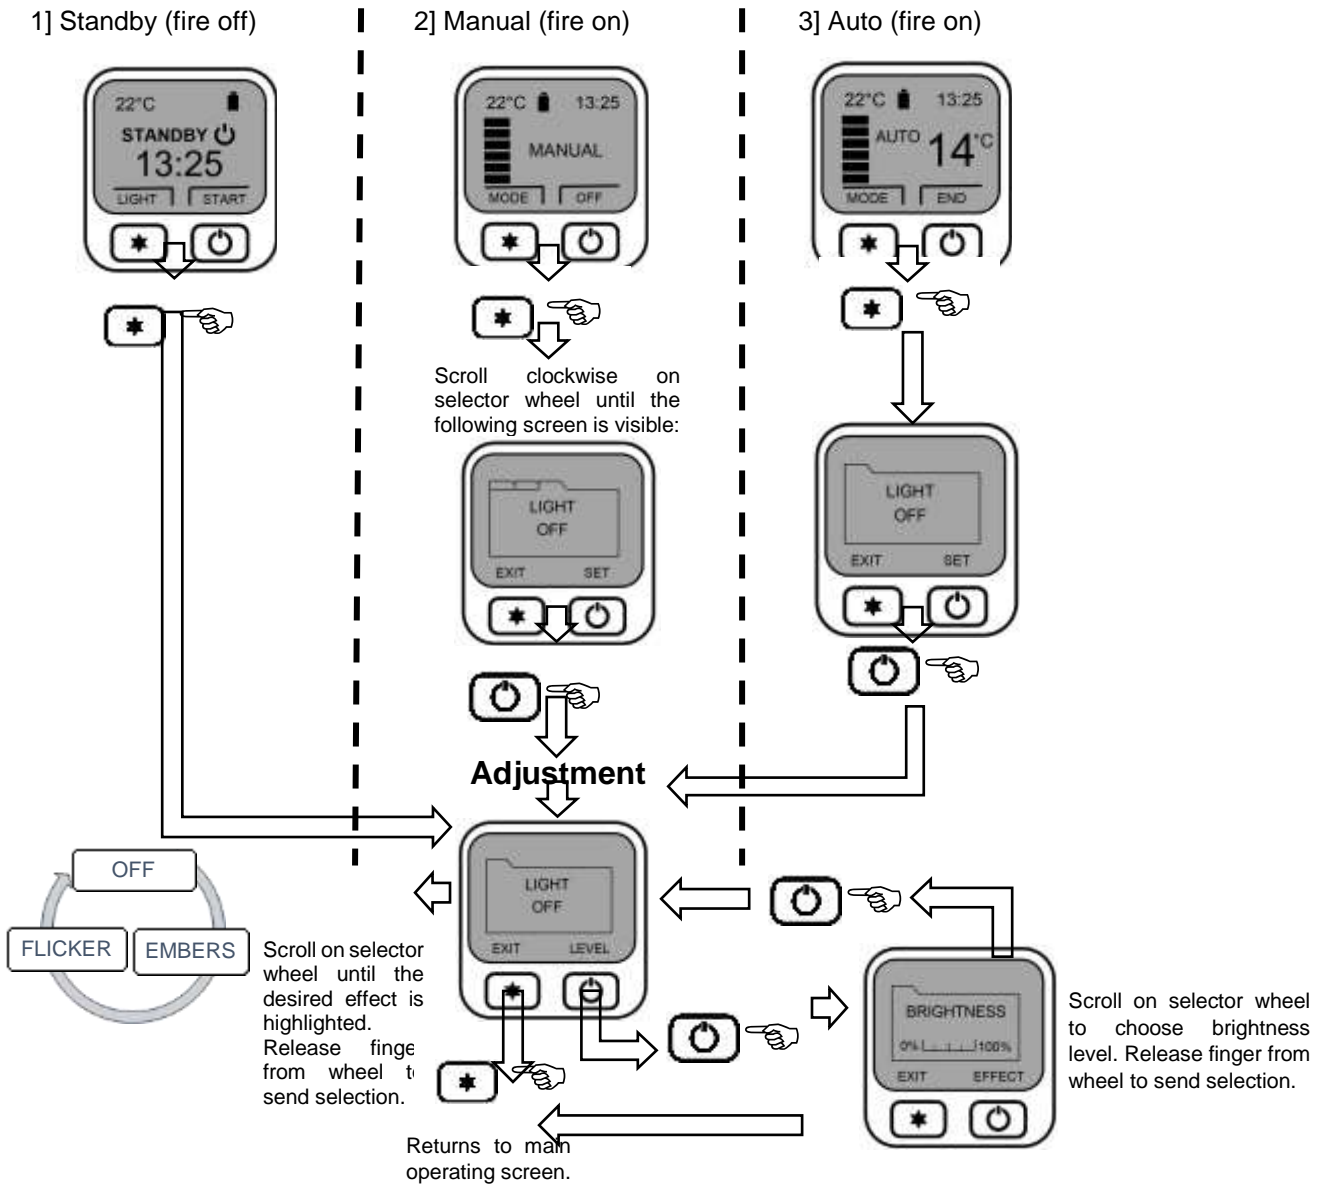 1] Standby (fire off)
2] Manual (fire on)
3] Auto (fire on)
22°C
STANDBY
13:25
LIGHT START
22°C 13:25
MANUAL
MODE OFF
22°C 13:25
AUTO 14°C
MODE END
Scroll clockwise on
selector wheel until the
following screen is visible:
LIGHT
OFF
EXIT SET
LIGHT
OFF
EXIT SET
Adjustment
LIGHT
OFF
EXIT LEVEL
OFF
FLICKER EMBERS
Scroll on selector
wheel until the
desired effect is
highlighted.
Release finge
from wheel t
send selection.
BRIGHTNESS
0% 100%
EXIT EFFECT
Scroll on selector wheel
to choose brightness
level. Release finger from
wheel to send selection.
Returns to main
operating screen.